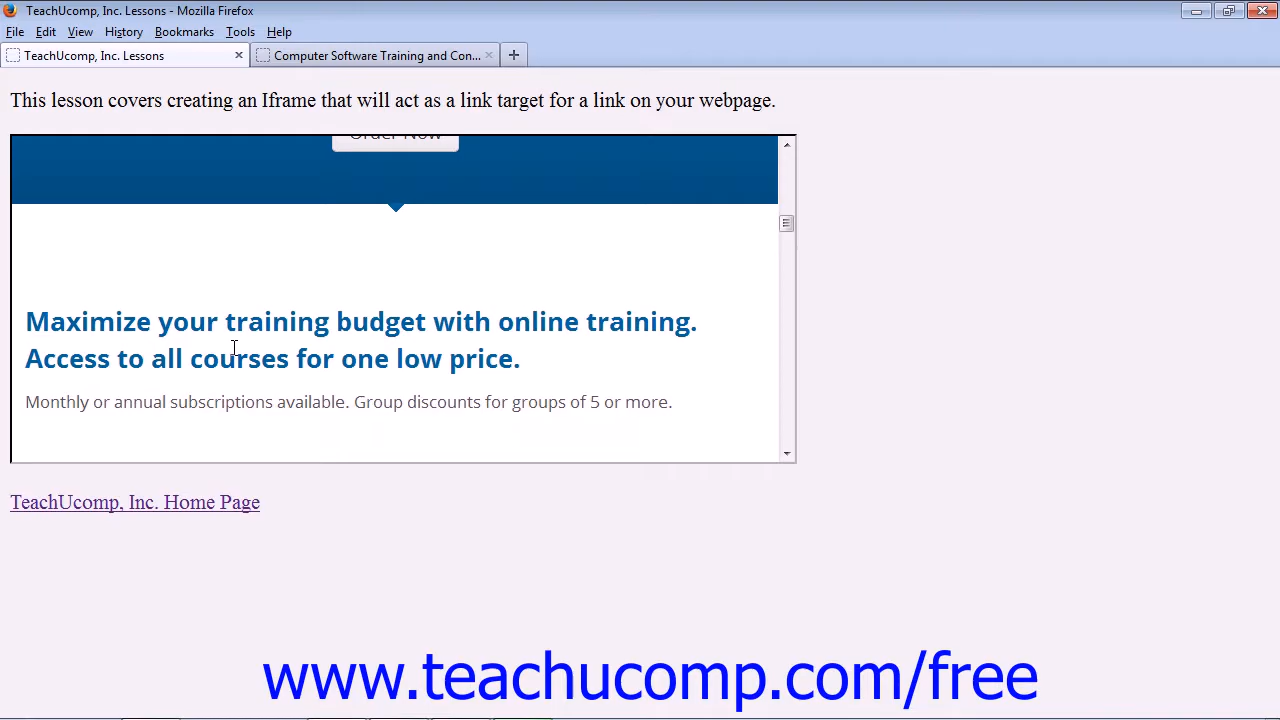 TeachUcomp, Inc. Lessons - Mozilla Firefox
File Edit View History Bookmarks Tools Help
TeachUcomp, Inc. Lessons
Computer Software Training and Con...
This lesson covers creating an Iframe that will act as a link target for a link on your webpage.
Order Now
Maximize your training budget with online training.
Access to all courses for one low price.
Monthly or annual subscriptions available. Group discounts for groups of 5 or more.
TeachUcomp, Inc. Home Page
www.teachucomp.com/free